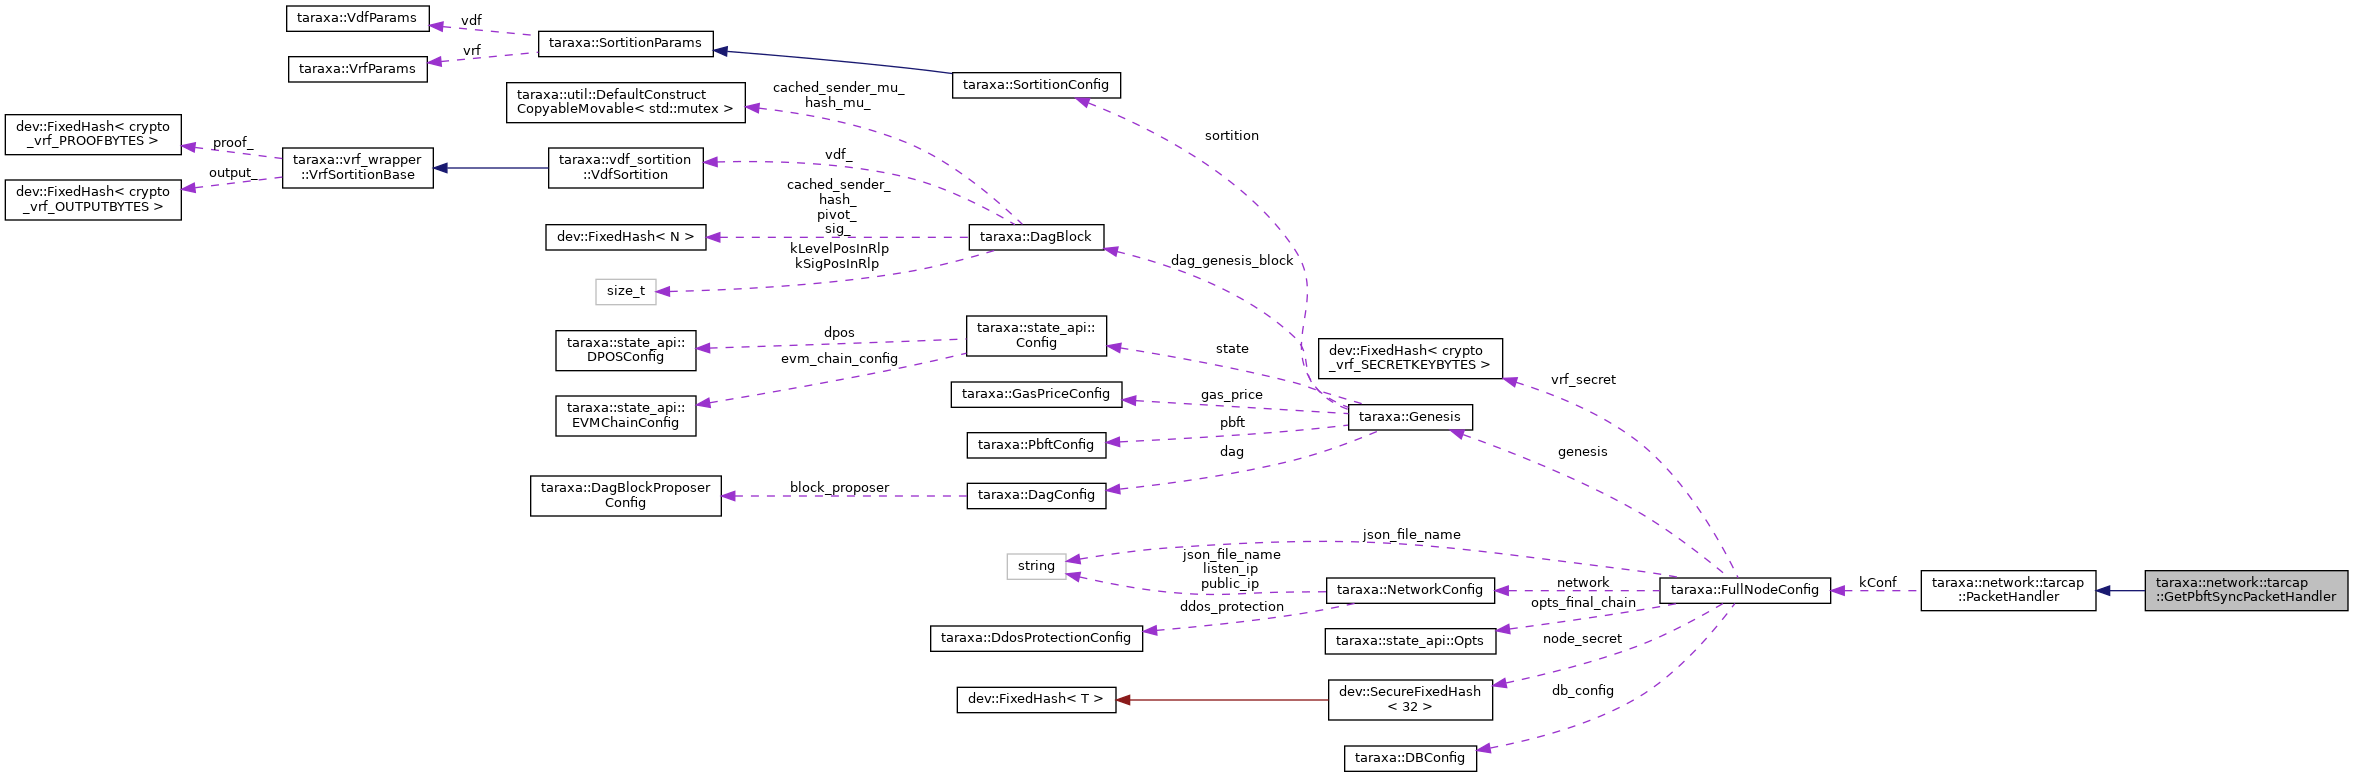 taraxa::VdfParams
vdf
taraxa::SortitionParams
vrf
taraxa::VrfParams
taraxa::SortitionConfig
taraxa::util::DefaultConstruct
CopyableMovable< std::mutex >
cached_sender_mu_
hash_mu_
dev::FixedHash< crypto
_vrf_PROOFBYTES >
proof_
output_
dev::FixedHash< crypto
_vrf_OUTPUTBYTES >
taraxa::vrf_wrapper
::VrfSortitionBase
taraxa::vdf_sortition
::VdfSortition
vdf_
cached_sender_
hash_
pivot_
sig_
dev::FixedHash< N >
taraxa::DagBlock
kLevelPosInRlp
kSigPosInRlp
size_t
sortition
dag_genesis_block
taraxa::state_api::
DPOSConfig
dpos
taraxa::state_api::
Config
evm_chain_config
taraxa::state_api::
EVMChainConfig
state
dev::FixedHash< crypto
_vrf_SECRETKEYBYTES >
vrf_secret
taraxa::GasPriceConfig
gas_price
taraxa::Genesis
taraxa::PbftConfig
pbft
dag
genesis
taraxa::DagBlockProposer
Config
block_proposer
taraxa::DagConfig
json_file_name
string
json_file_name
listen_ip
public_ip
taraxa::NetworkConfig
network
taraxa::FullNodeConfig
kConf
taraxa::network::tarcap
::PacketHandler
taraxa::network::tarcap
::GetPbftSyncPacketHandler
ddos_protection
opts_final_chain
taraxa::DdosProtectionConfig
taraxa::state_api::Opts
node_secret
dev::FixedHash< T >
dev::SecureFixedHash
< 32 >
db_config
taraxa::DBConfig